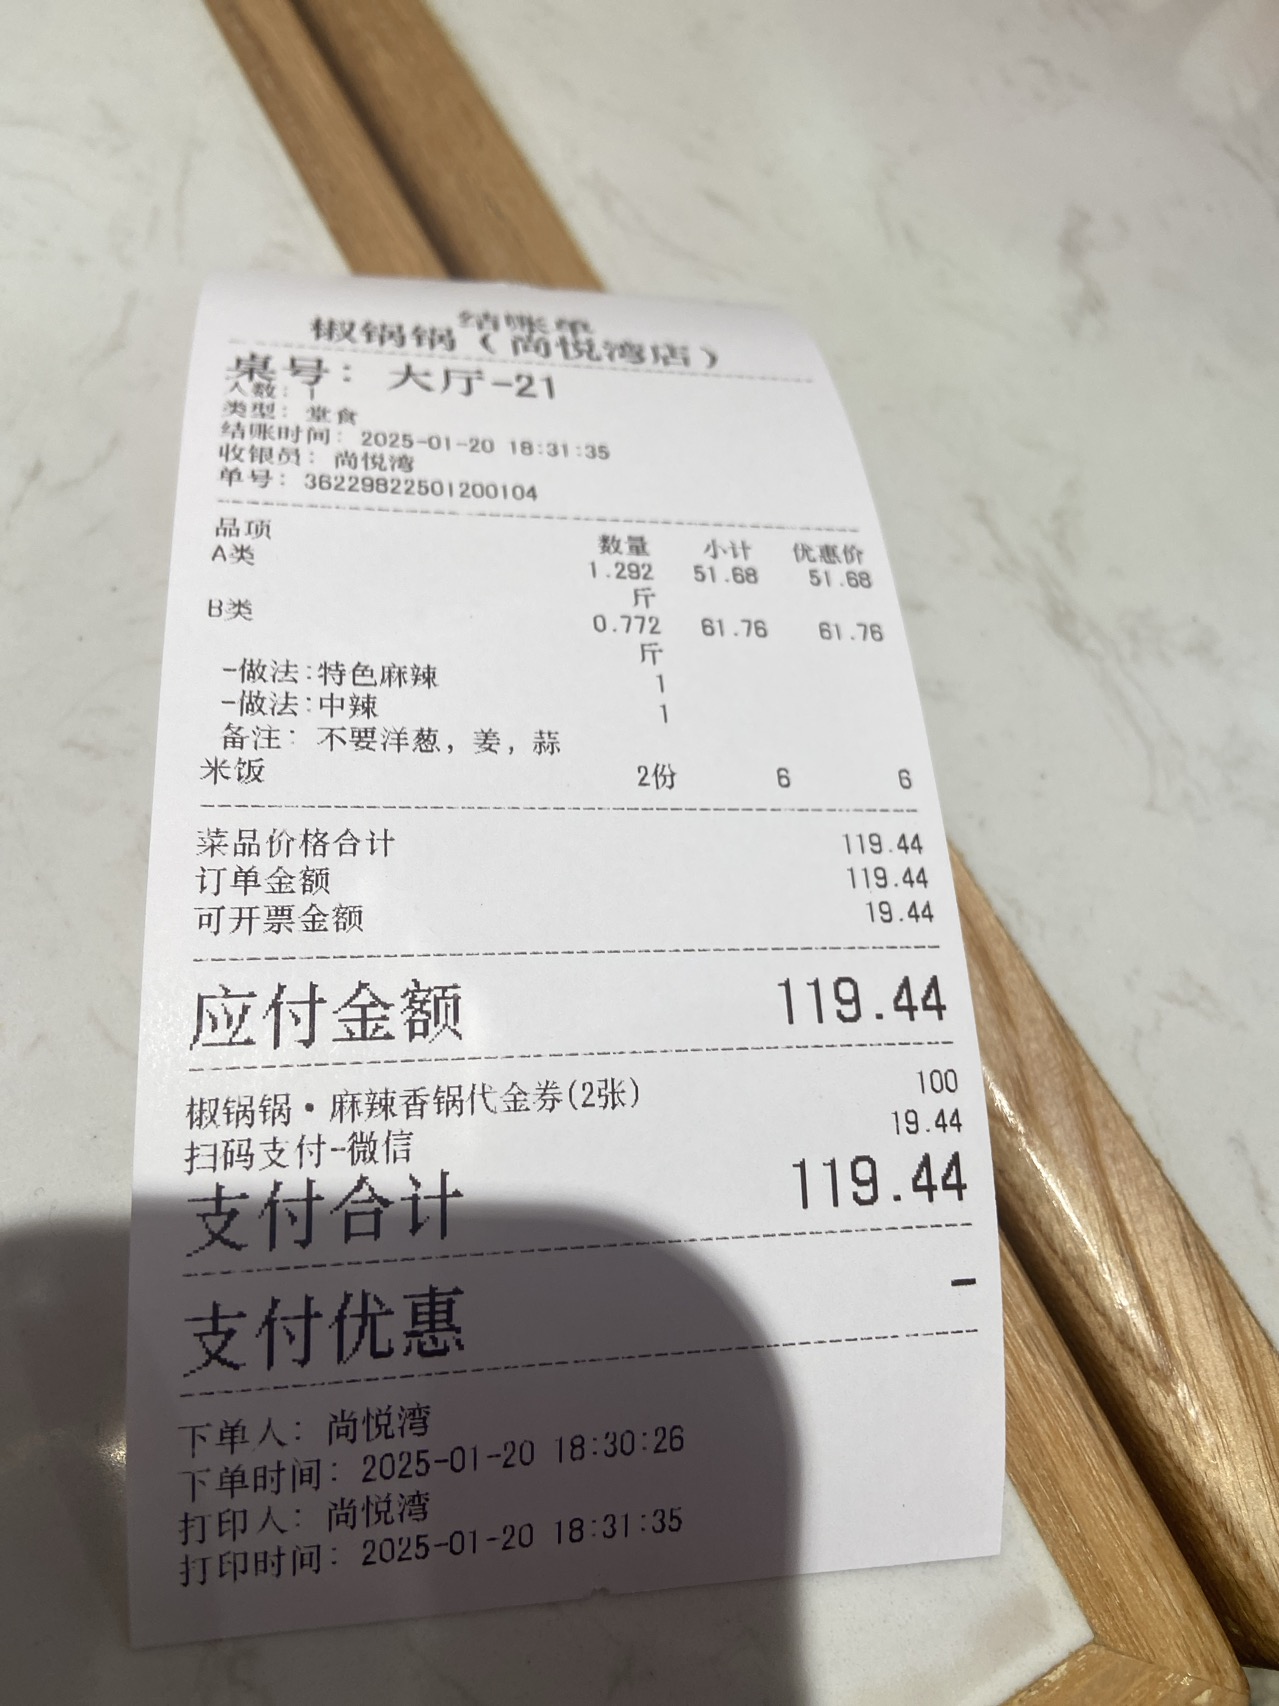 结账单
椒锅锅（尚悦湾店）
桌号： 大厅-21
人数： 1
类型： 堂食
结账时间： 2025-01-20 18:31:35
收银员： 尚悦湾
单号： 36229822501200104
品项 数量 小计 优惠价
A类 1.292 51.68 51.68
斤
B类 0.772 61.76 61.76
斤
-做法:特色麻辣 1
-做法:中辣 1
备注： 不要洋葱，姜，蒜
米饭 2份 6 6
菜品价格合计 119.44
订单金额 119.44
可开票金额 19.44
应付金额 119.44
椒锅锅•麻辣香锅代金券(2张) 100
扫码支付-微信 19.44
支付合计 119.44
支付优惠 -
下单人： 尚悦湾
下单时间： 2025-01-20 18:30:26
打印人： 尚悦湾
打印时间： 2025-01-20 18:31:35